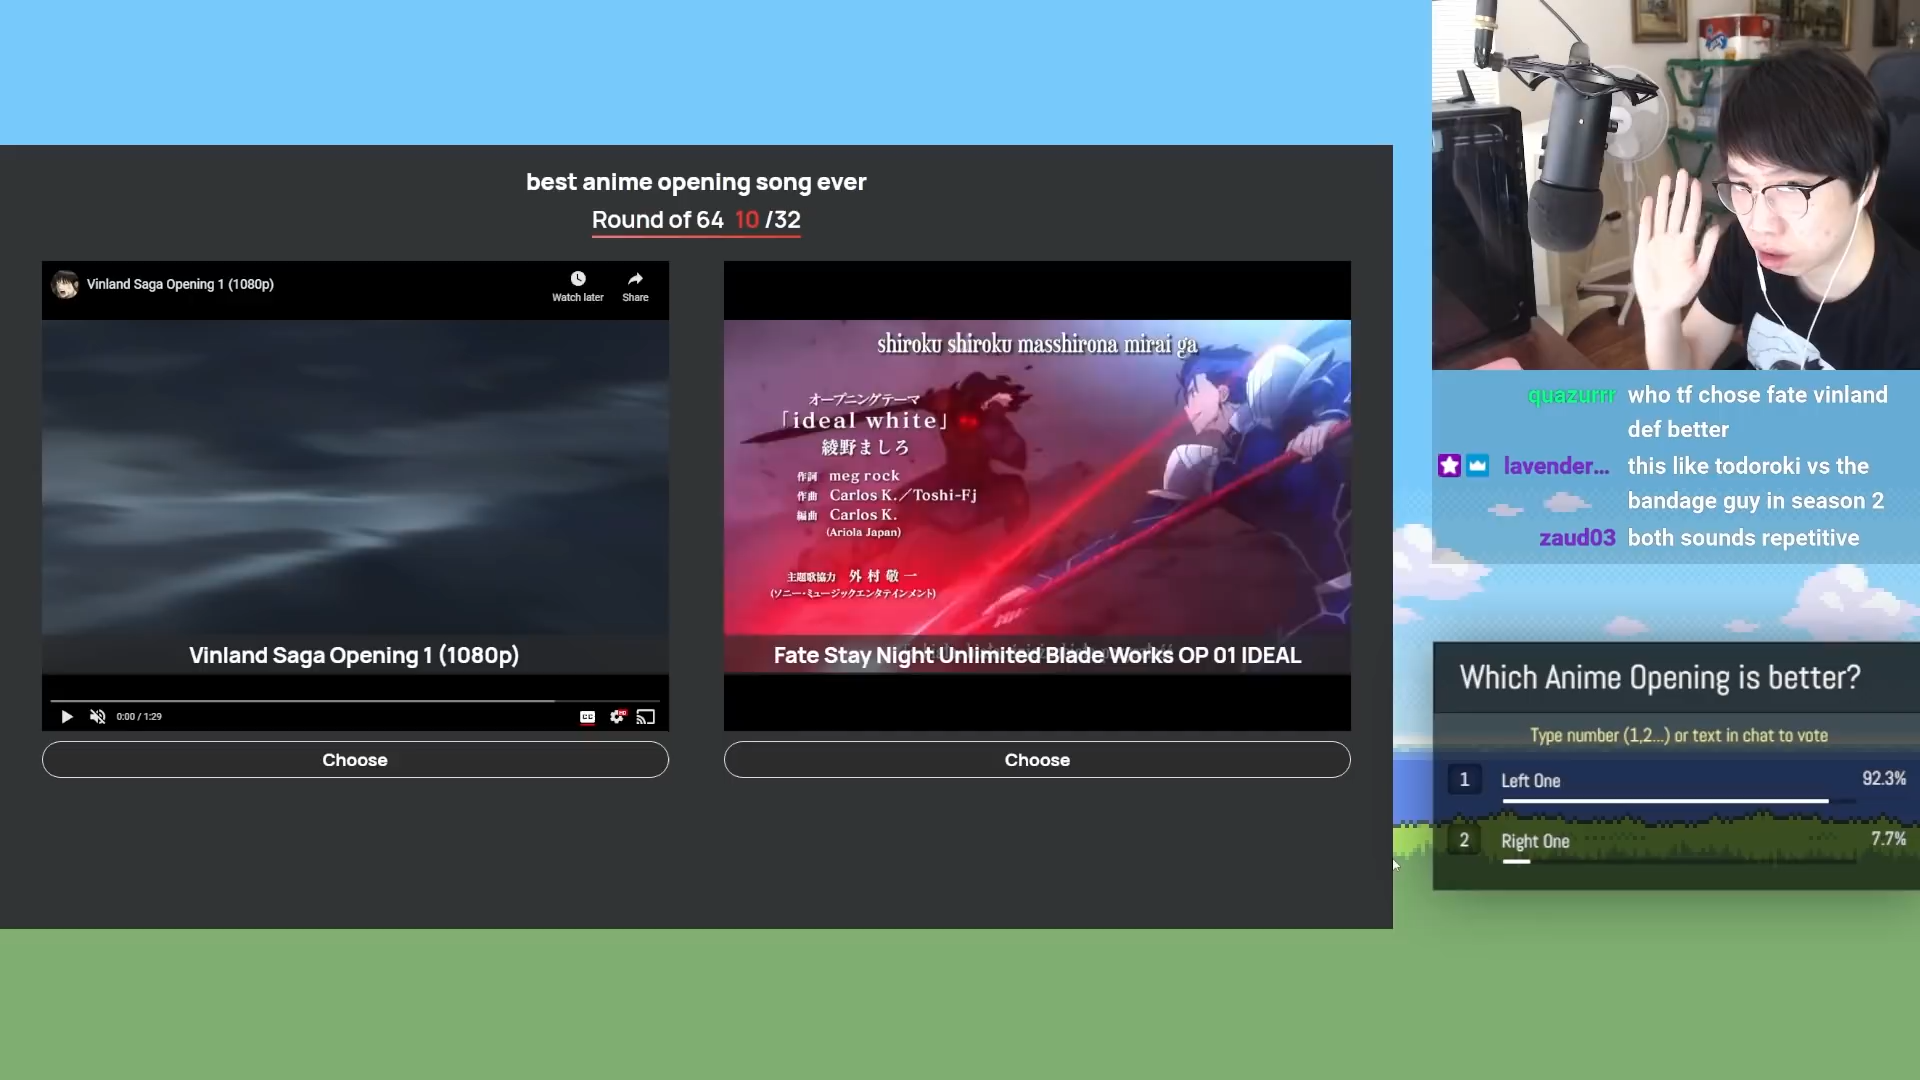 best anime opening song ever
Round of 64 10 /32
Vinland Saga Opening 1 (1080p)
Watch later
Share
Vinland Saga Opening 1 (1080p)
0:00 / 1:29
CC
HD
Choose
shiroku shiroku masshirona mirai ga
オープニングテーマ
「ideal white」
綾野ましろ
作詞 meg rock
作曲 Carlos K.／Toshi-Fj
編曲 Carlos K.
(Ariola Japan)
主題歌協力 外村敬一
(ソニー・ミュージックエンタテインメント)
Fate Stay Night Unlimited Blade Works OP 01 IDEAL
Choose
quazurrr who tf chose fate vinland
def better
lavender... this like todoroki vs the
bandage guy in season 2
zaud03 both sounds repetitive
Which Anime Opening is better?
Type number (1,2...) or text in chat to vote
1 Left One 92.3%
2 Right One 7.7%